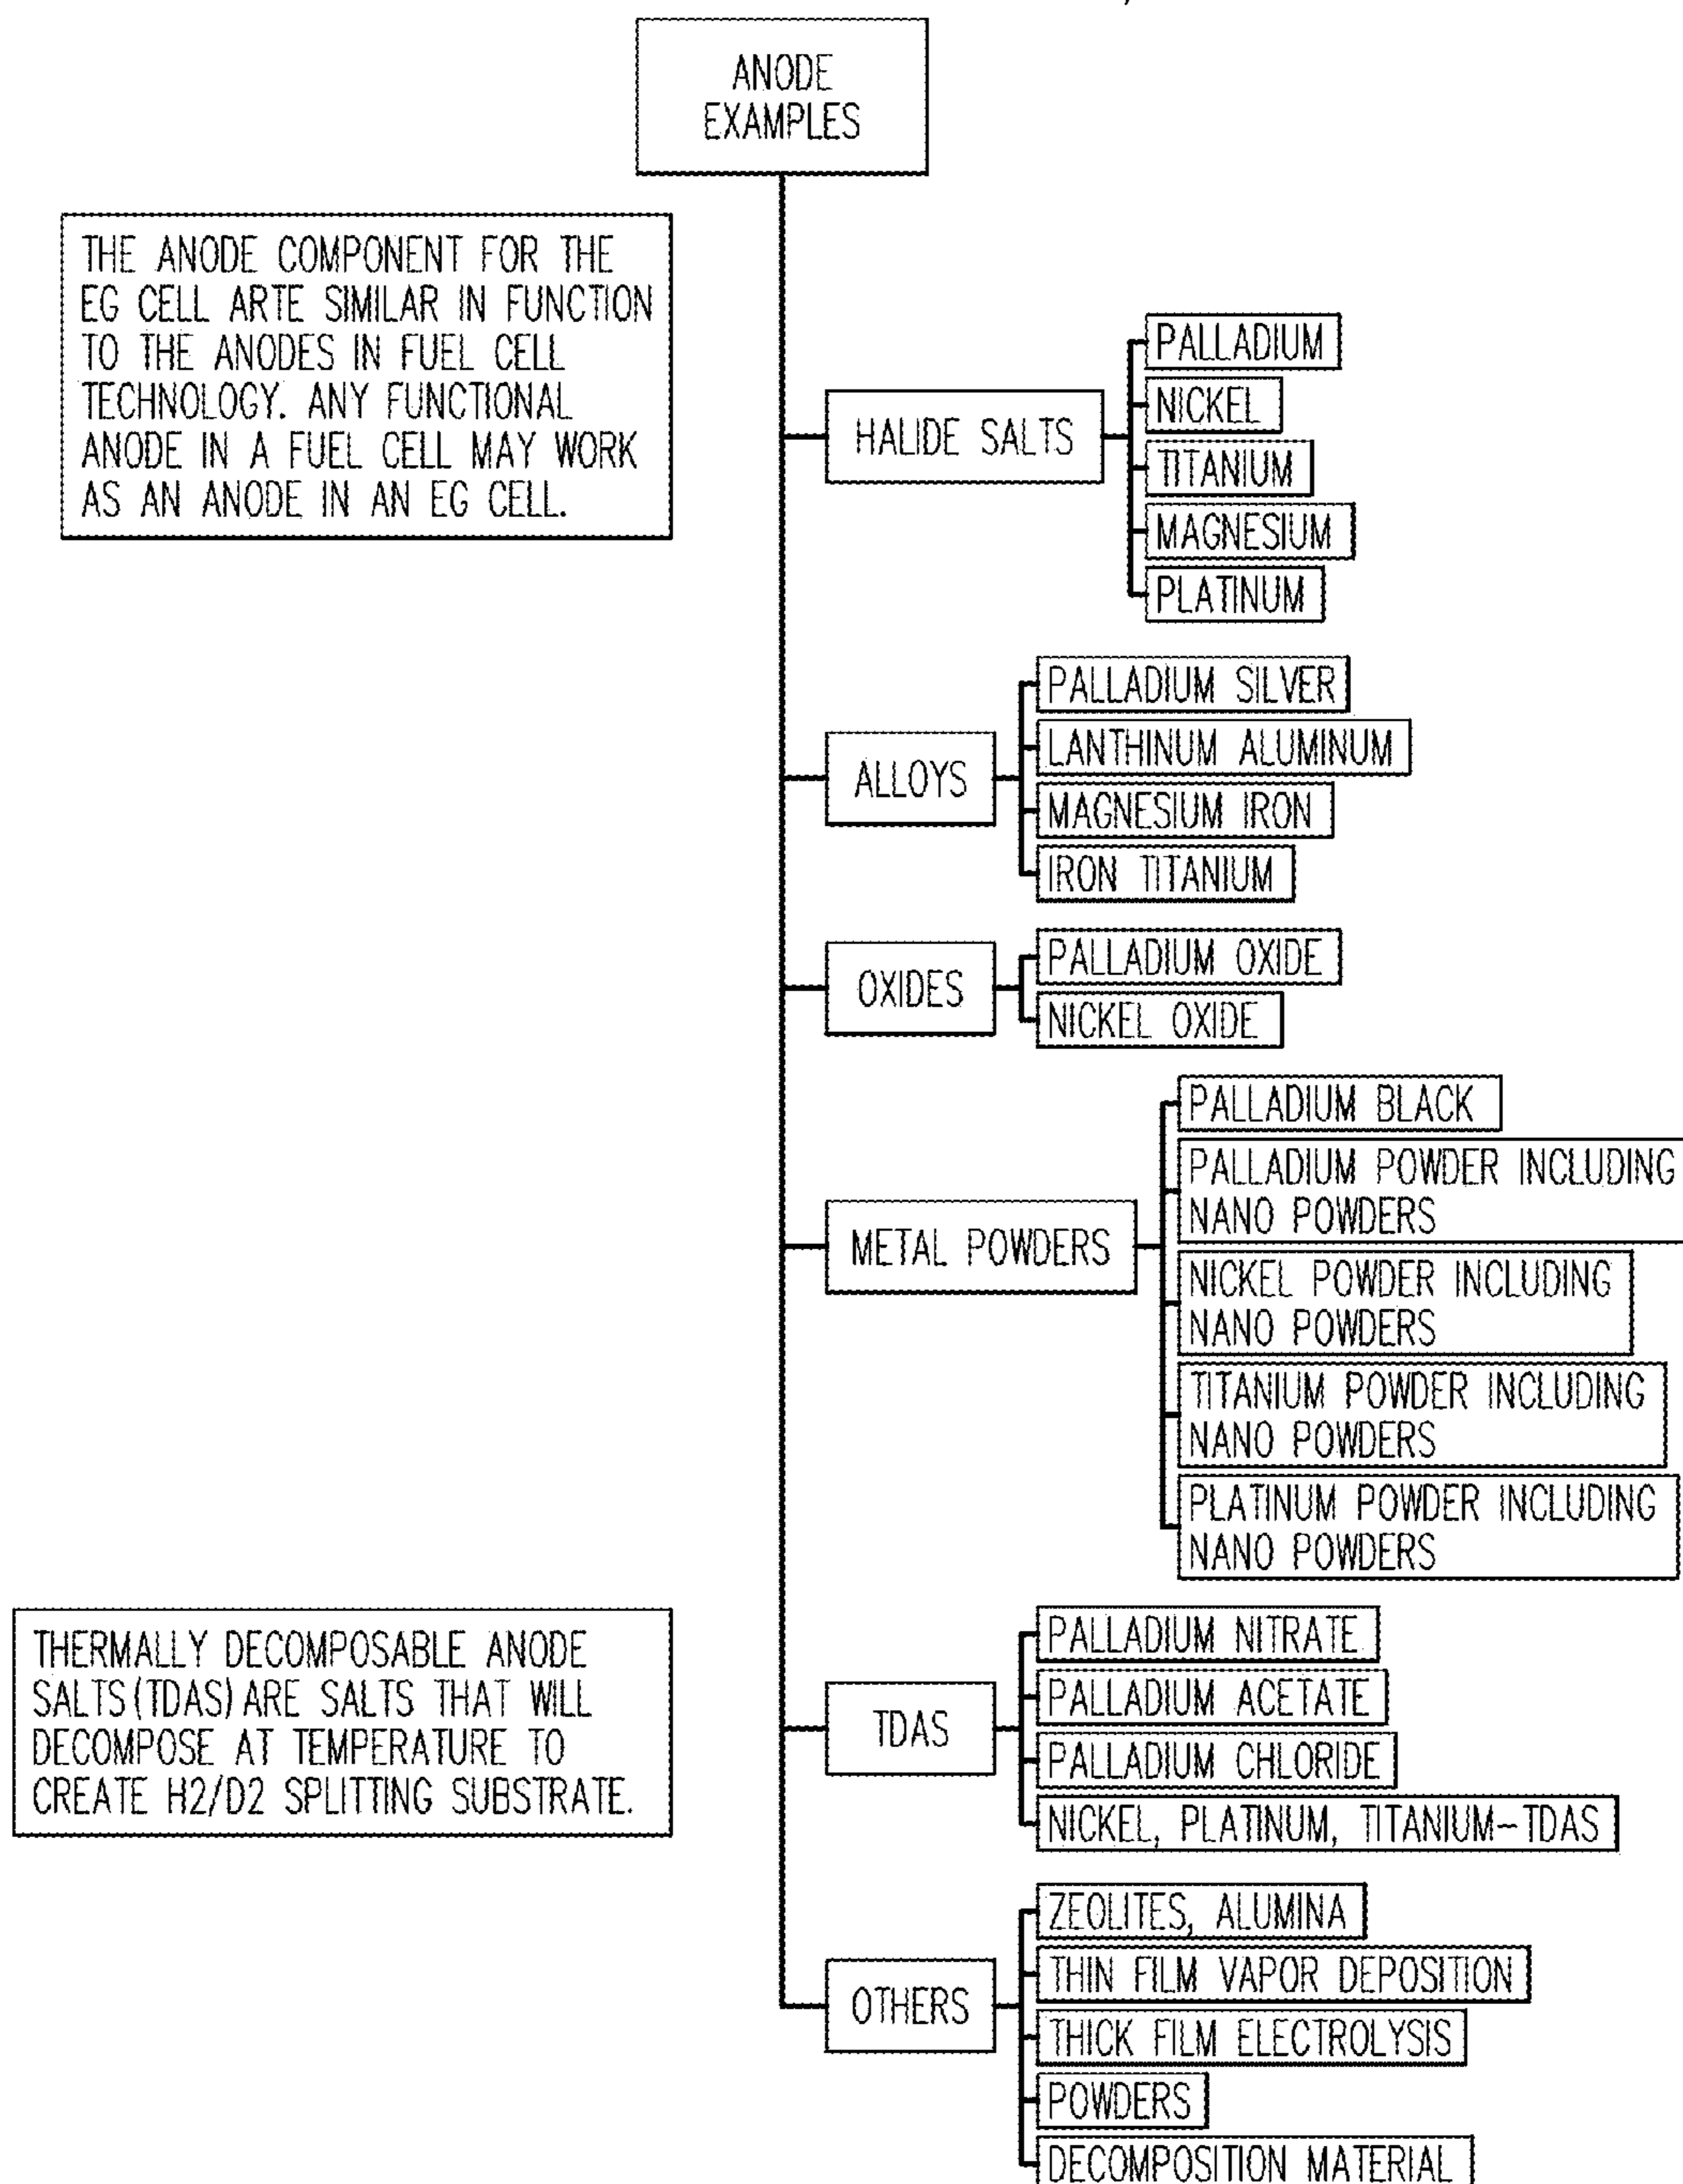 ANODE
EXAMPLES
THE ANODE COMPONENT FOR THE
EG CELL ARTE SIMILAR IN FUNCTION
TO THE ANODES IN FUEL CELL
TECHNOLOGY. ANY FUNCTIONAL
ANODE IN A FUEL CELL MAY WORK
AS AN ANODE IN AN EG CELL.
HALIDE SALTS
PALLADIUM
NICKEL
TITANIUM
MAGNESIUM
PLATINUM
ALLOYS
PALLADIUM SILVER
LANTHINUM ALUMINUM
MAGNESIUM IRON
IRON TITANIUM
OXIDES
PALLADIUM OXIDE
NICKEL OXIDE
METAL POWDERS
PALLADIUM BLACK
PALLADIUM POWDER INCLUDING
NANO POWDERS
NICKEL POWDER INCLUDING
NANO POWDERS
TITANIUM POWDER INCLUDING
NANO POWDERS
PLATINUM POWDER INCLUDING
NANO POWDERS
THERMALLY DECOMPOSABLE ANODE
SALTS(TDAS) ARE SALTS THAT WILL
DECOMPOSE AT TEMPERATURE TO
CREATE H2/D2 SPLITTING SUBSTRATE.
TDAS
PALLADIUM NITRATE
PALLADIUM ACETATE
PALLADIUM CHLORIDE
NICKEL, PLATINUM, TITANIUM-TDAS
OTHERS
ZEOLITES, ALUMINA
THIN FILM VAPOR DEPOSITION
THICK FILM ELECTROLYSIS
POWDERS
DECOMPOSITION MATERIAL